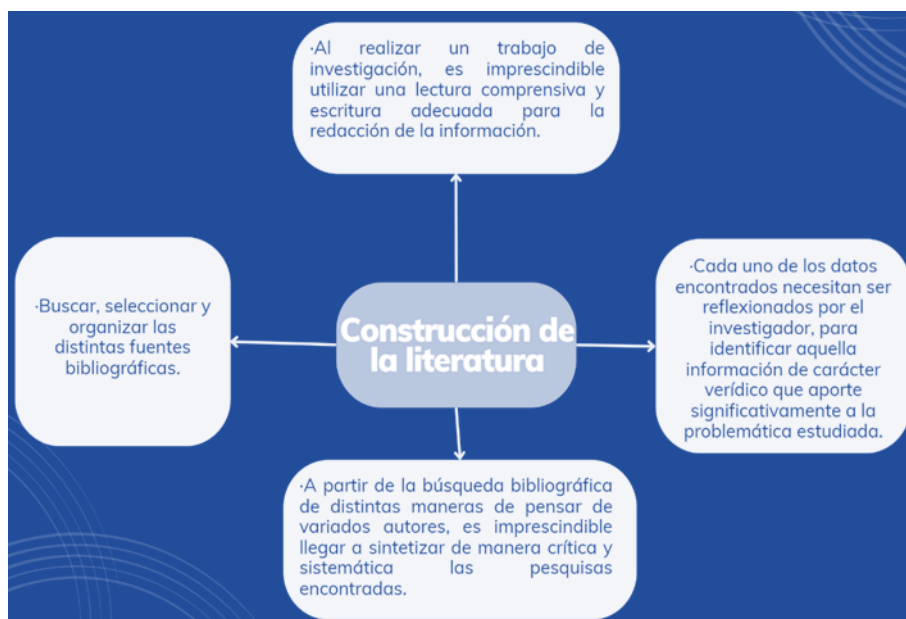 ·Al realizar un trabajo de
investigación, es imprescindible
utilizar una lectura comprensiva y
escritura adecuada para la
redacción de la información.
·Buscar, seleccionar y
organizar las
distintas fuentes
bibliográficas.
Construcción de
la literatura
·Cada uno de los datos
encontrados necesitan ser
reflexionados por el
investigador, para
identificar aquella
información de carácter
verídico que aporte
significativamente a la
problemática estudiada.
·A partir de la búsqueda bibliográfica
de distintas maneras de pensar de
variados autores, es imprescindible
llegar a sintetizar de manera crítica y
sistemática las pesquisas
encontradas.